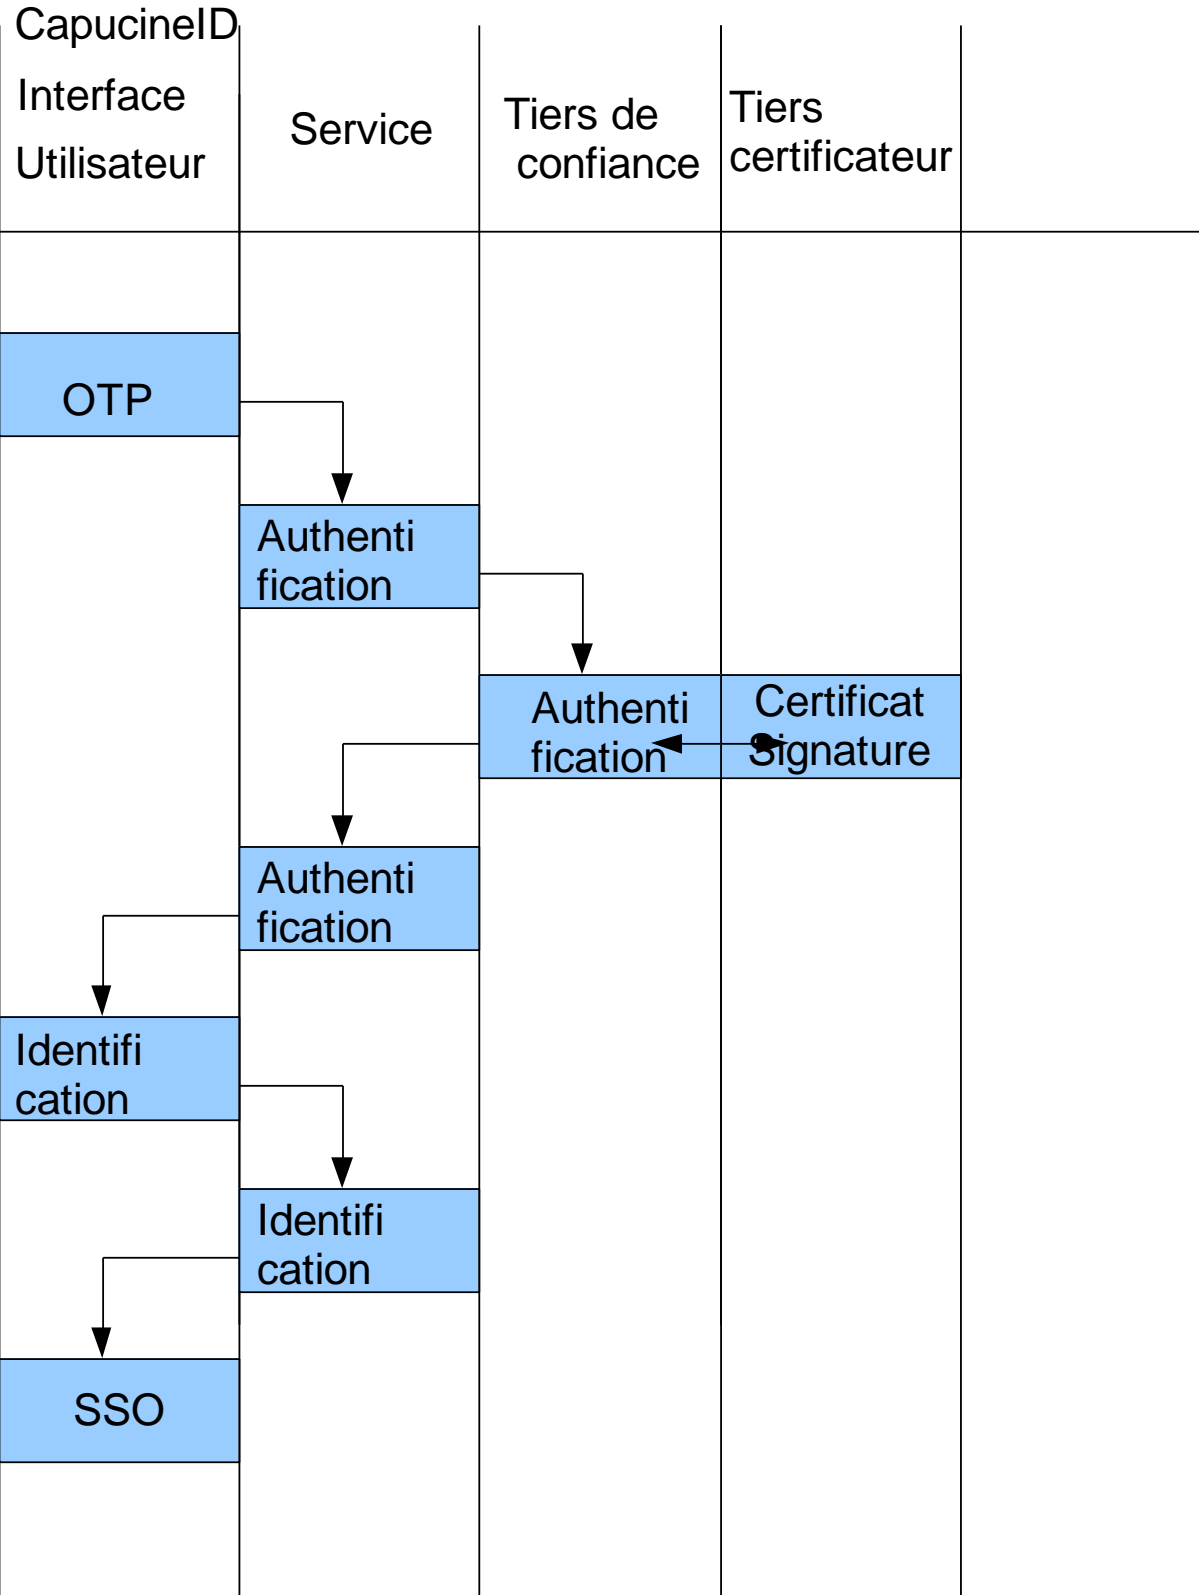 CapucineID
Interface
Utilisateur
Service
Tiers de
confiance
Tiers
certificateur
OTP
Authenti
fication
Authenti
fication
Certificat
Signature
Authenti
fication
Identifi
cation
Identifi
cation
SSO